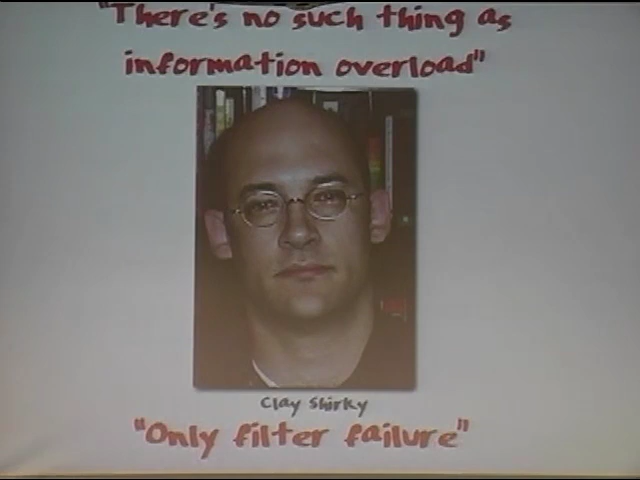 "There's no such thing as
information overload"
Clay Shirky
"Only filter failure"